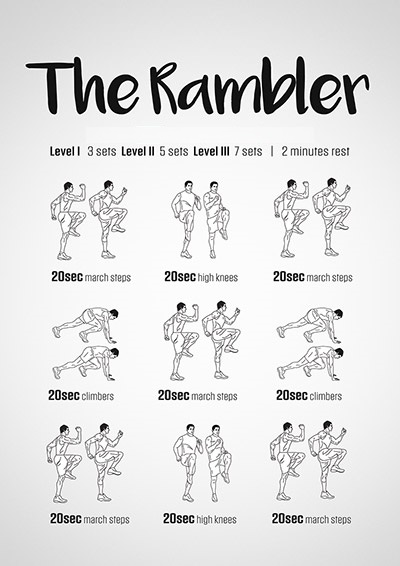 The Rambler
Level I 3 sets Level II 5 sets Level III 7 sets | 2 minutes rest
20sec march steps
20sec high knees
20sec march steps
20sec climbers
20sec march steps
20sec climbers
20sec march steps
20sec high knees
20sec march steps